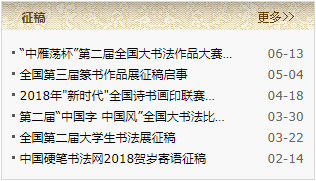 征稿 更多>>
“中雁荡杯”第二届全国大书法作品大赛... 06-13
全国第三届篆书作品展征稿启事 05-04
2018年"新时代"全国诗书画印联赛... 04-18
第二届“中国字 中国风”全国大书法比... 03-30
全国第二届大学生书法展征稿 03-22
中国硬笔书法网2018贺岁寄语征稿 02-14